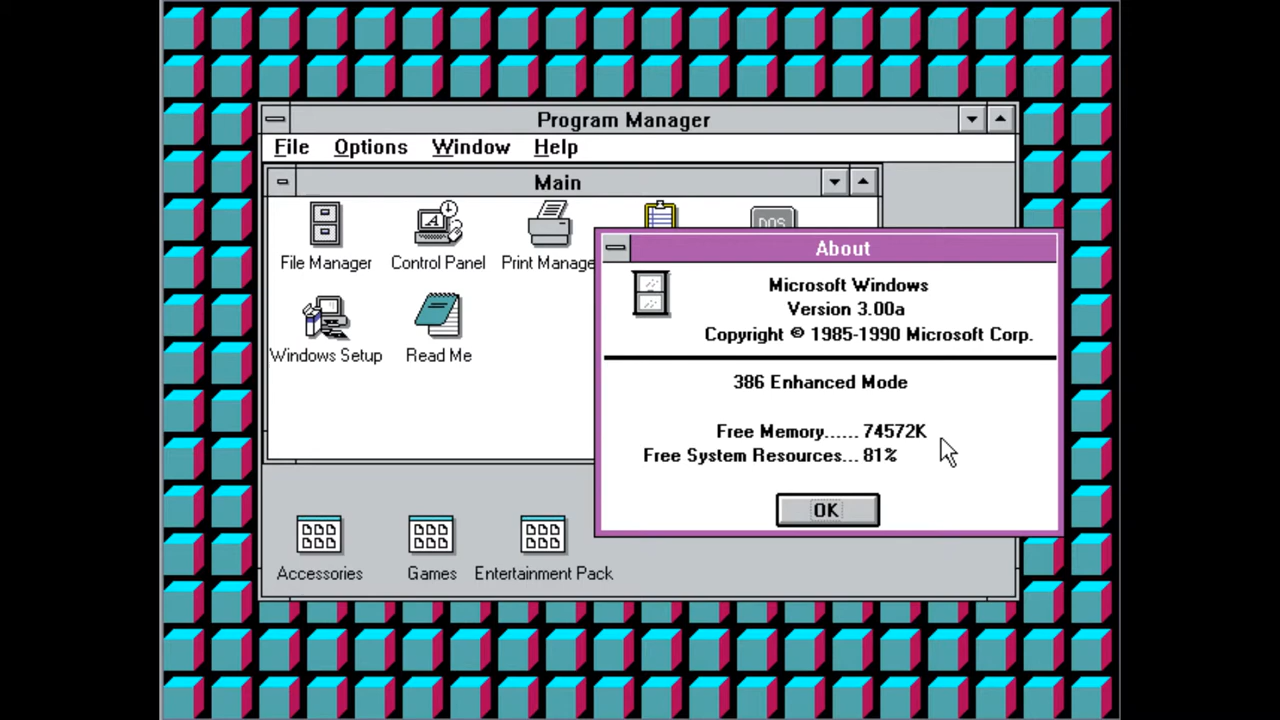 Program Manager
File Options Window Help
Main
DOS
File Manager Control Panel Print Manage
About
Microsoft Windows
Version 3.00a
Copyright © 1985-1990 Microsoft Corp.
Windows Setup Read Me
386 Enhanced Mode
Free Memory...... 74572K
Free System Resources... 81%
OK
Accessories Games Entertainment Pack